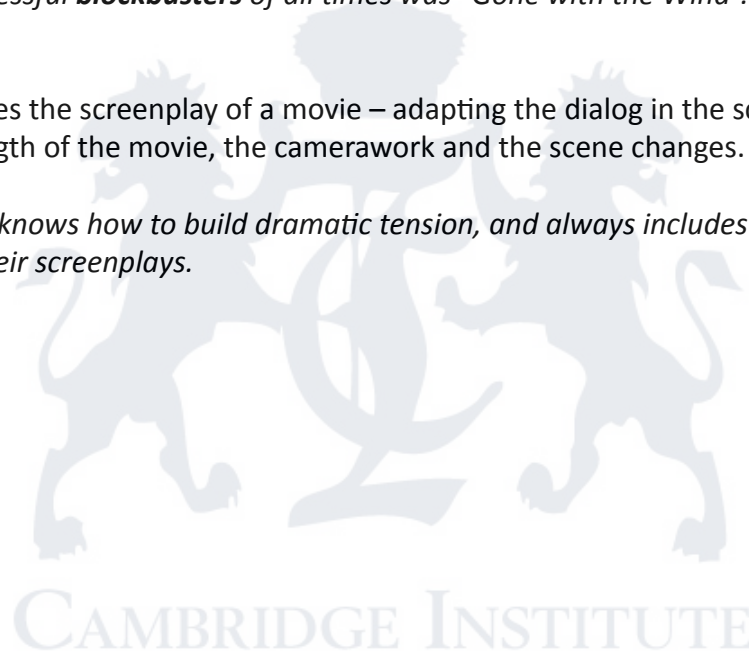 essful blockbusters of all times was "Gone with the Wind".
es the screenplay of a movie – adapting the dialog in the sc
gth of the movie, the camerawork and the scene changes.
knows how to build dramatic tension, and always includes
eir screenplays.
CAMBRIDGE INSTITUTE